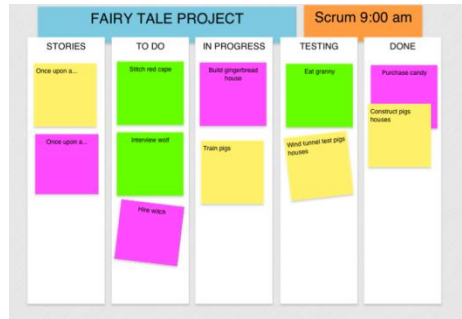 FAIRY TALE PROJECT
Scrum 9:00 am
STORIES
Once upon a...
Once upon a...
TO DO
Stitch red cape
Interview wolf
Hire witch
IN PROGRESS
Build gingerbread
house
Train pigs
TESTING
Eat granny
Wind tunnel test pigs
houses
DONE
Purchase candy
Construct pigs
houses